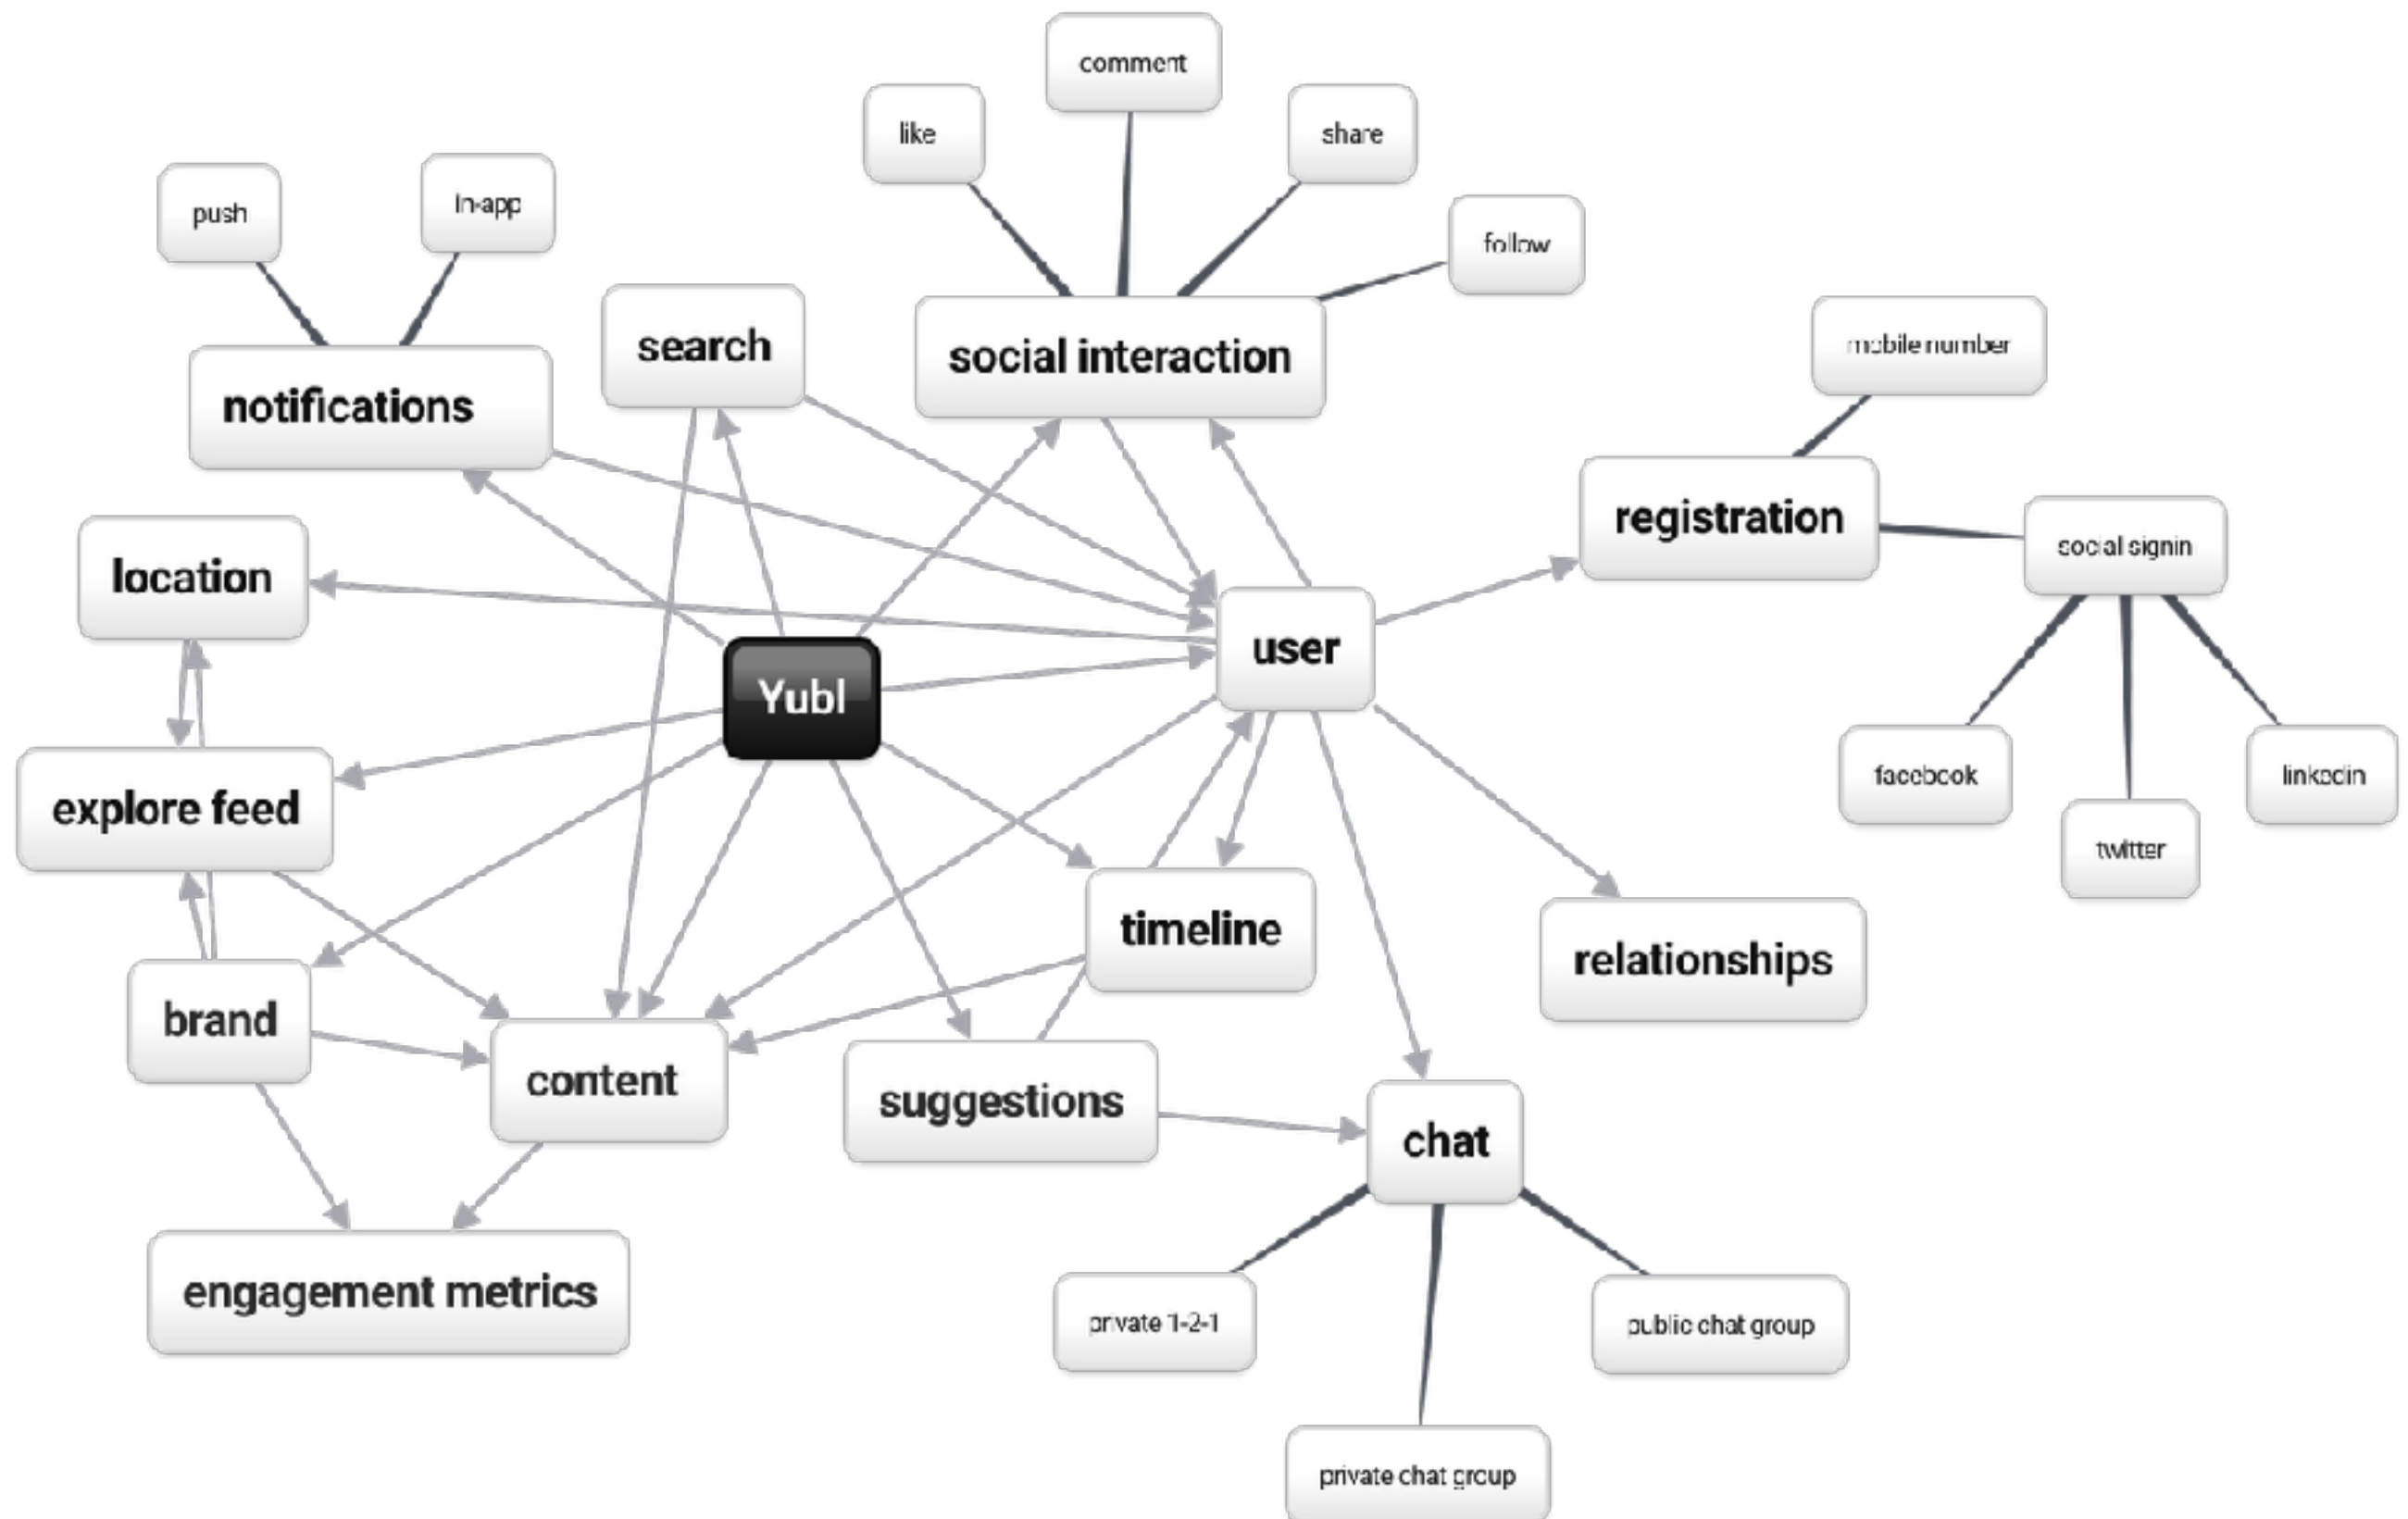 comment
like
share
push
in-app
follow
search
social interaction
mobile number
notifications
registration
social signin
location
user
Yubl
explore feed
facebook
linkedin
twitter
timeline
relationships
brand
content
suggestions
chat
engagement metrics
private 1-2-1
public chat group
private chat group